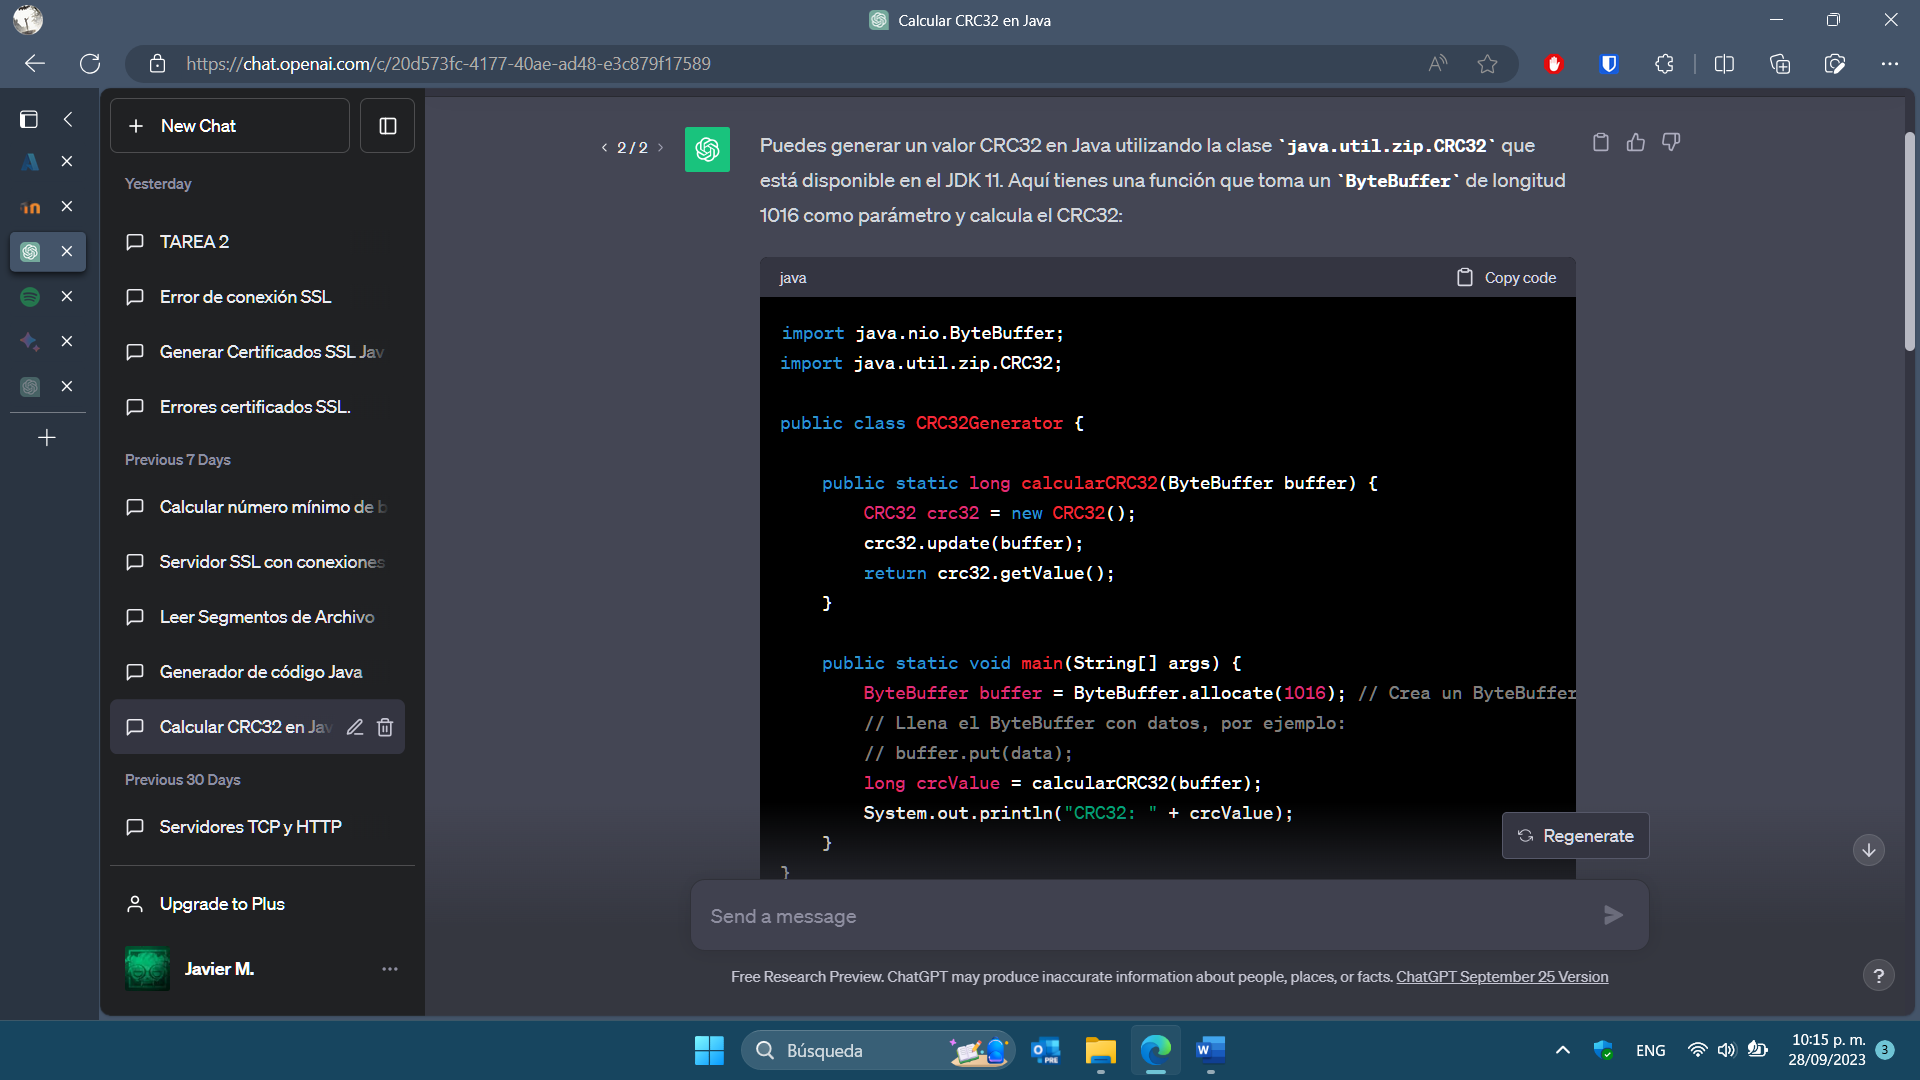 Calcular CRC32 en Java
https://chat.openai.com/c/20d573fc-4177-40ae-ad48-e3c879f17589
New Chat
Yesterday
TAREA 2
Error de conexión SSL
Generar Certificados SSL Jav
Errores certificados SSL.
Previous 7 Days
Calcular número mínimo de b
Servidor SSL con conexiones
Leer Segmentos de Archivo
Generador de código Java
Calcular CRC32 en Jav
Previous 30 Days
Servidores TCP y HTTP
Upgrade to Plus
Javier M.
2 / 2
Puedes generar un valor CRC32 en Java utilizando la clase `java.util.zip.CRC32` que
está disponible en el JDK 11. Aquí tienes una función que toma un `ByteBuffer` de longitud
1016 como parámetro y calcula el CRC32:
java
Copy code
import java.nio.ByteBuffer;
import java.util.zip.CRC32;
public class CRC32Generator {
public static long calcularCRC32(ByteBuffer buffer) {
CRC32 crc32 = new CRC32();
crc32.update(buffer);
return crc32.getValue();
}
public static void main(String[] args) {
ByteBuffer buffer = ByteBuffer.allocate(1016); // Crea un ByteBuffer
// Llena el ByteBuffer con datos, por ejemplo:
// buffer.put(data);
long crcValue = calcularCRC32(buffer);
System.out.println("CRC32: " + crcValue);
}
}
Regenerate
Send a message
Free Research Preview. ChatGPT may produce inaccurate information about people, places, or facts. ChatGPT September 25 Version
?
Búsqueda
PRE
ENG
10:15 p. m.
28/09/2023
3